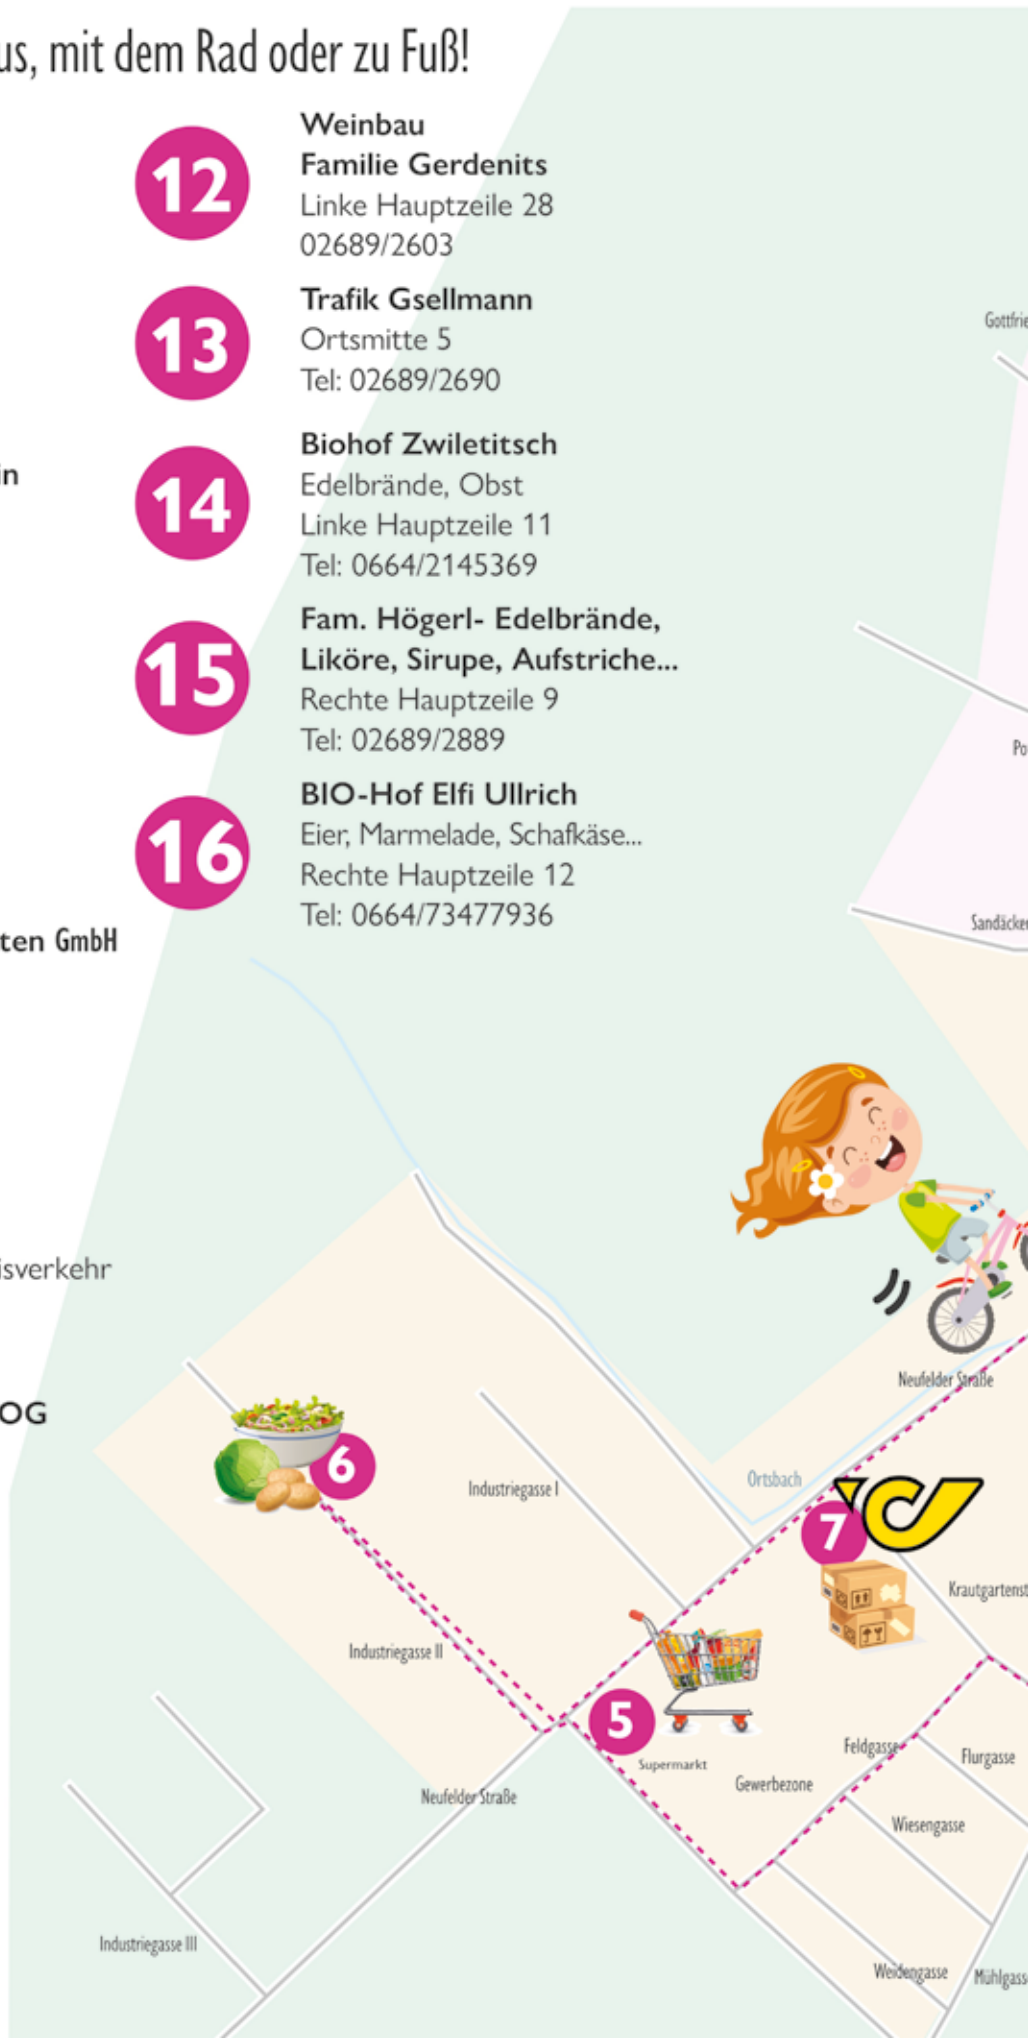 us, mit dem Rad oder zu Fuß!
12
Weinbau
Familie Gerdenits
Linke Hauptzeile 28
02689/2603
13
Trafik Gsellmann
Ortsmitte 5
Tel: 02689/2690
14
Biohof Zwiletitsch
Edelbrände, Obst
Linke Hauptzeile 11
Tel: 0664/2145369
15
Fam. Högerl- Edelbrände,
Liköre, Sirupe, Aufstriche...
Rechte Hauptzeile 9
Tel: 02689/2889
16
BIO-Hof Elfi Ullrich
Eier, Marmelade, Schafkäse...
Rechte Hauptzeile 12
Tel: 0664/73477936
in
ten GmbH
isverkehr
OG
Gottfrie
Po
Sandäcker
Neufelder Straße
6
Industriegasse I
Ortsbach
7
Krautgartenst
Industriegasse II
5
Supermarkt
Feldgasse
Flurgasse
Gewerbezone
Neufelder Straße
Wiesengasse
Industriegasse III
Weidengasse
Mühlgass